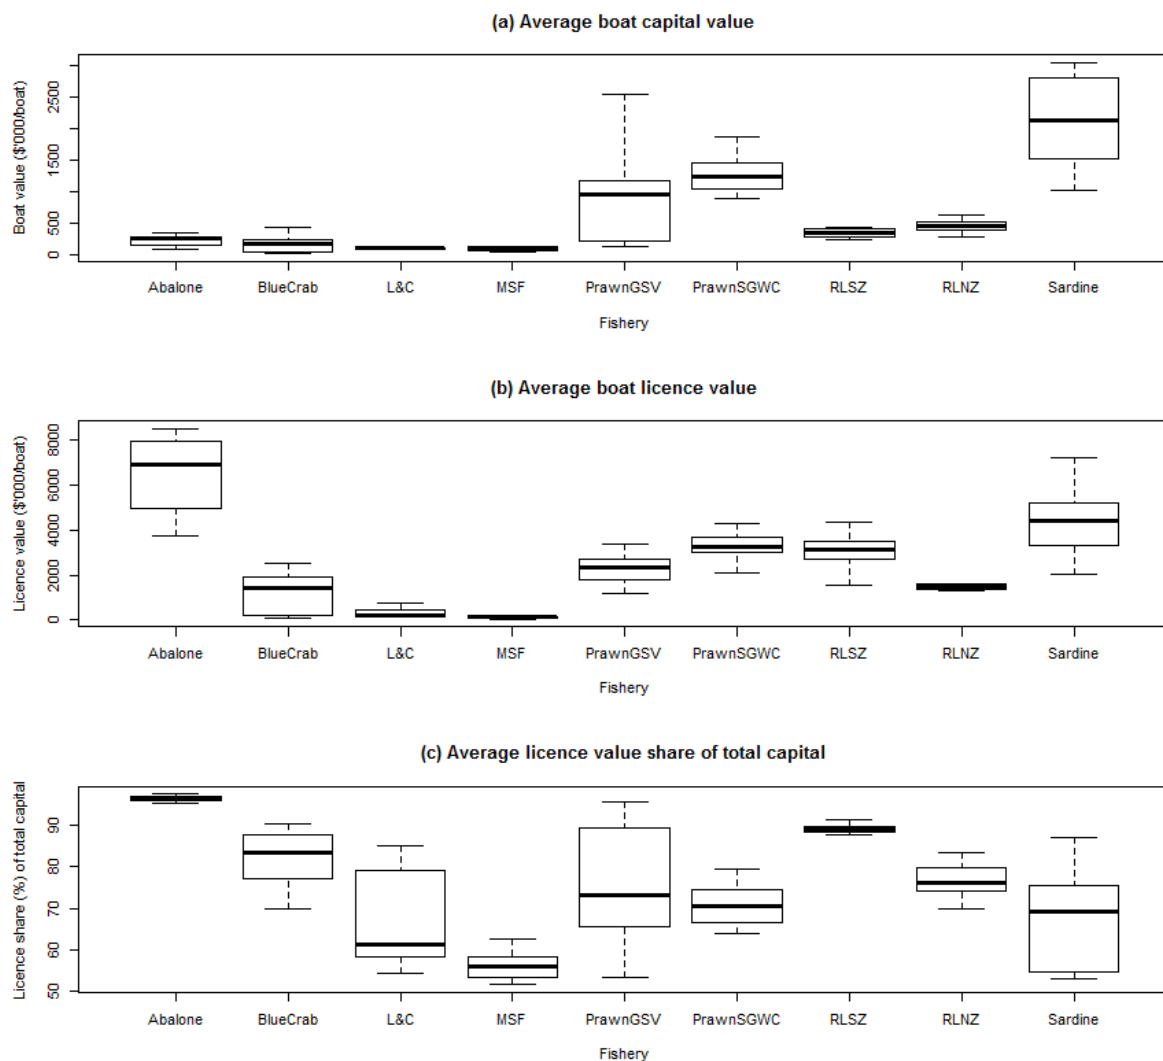 (a) Average boat capital value
Boat value ($'000/boat)
2500
1500
500
0
Abalone BlueCrab L&C MSF PrawnGSV PrawnSGWC RLSZ RLNZ Sardine
Fishery
(b) Average boat licence value
Licence value ($'000/boat)
8000
6000
4000
2000
0
Abalone BlueCrab L&C MSF PrawnGSV PrawnSGWC RLSZ RLNZ Sardine
Fishery
(c) Average licence value share of total capital
Licence share (%) of total capital
90
80
70
60
50
Abalone BlueCrab L&C MSF PrawnGSV PrawnSGWC RLSZ RLNZ Sardine
Fishery